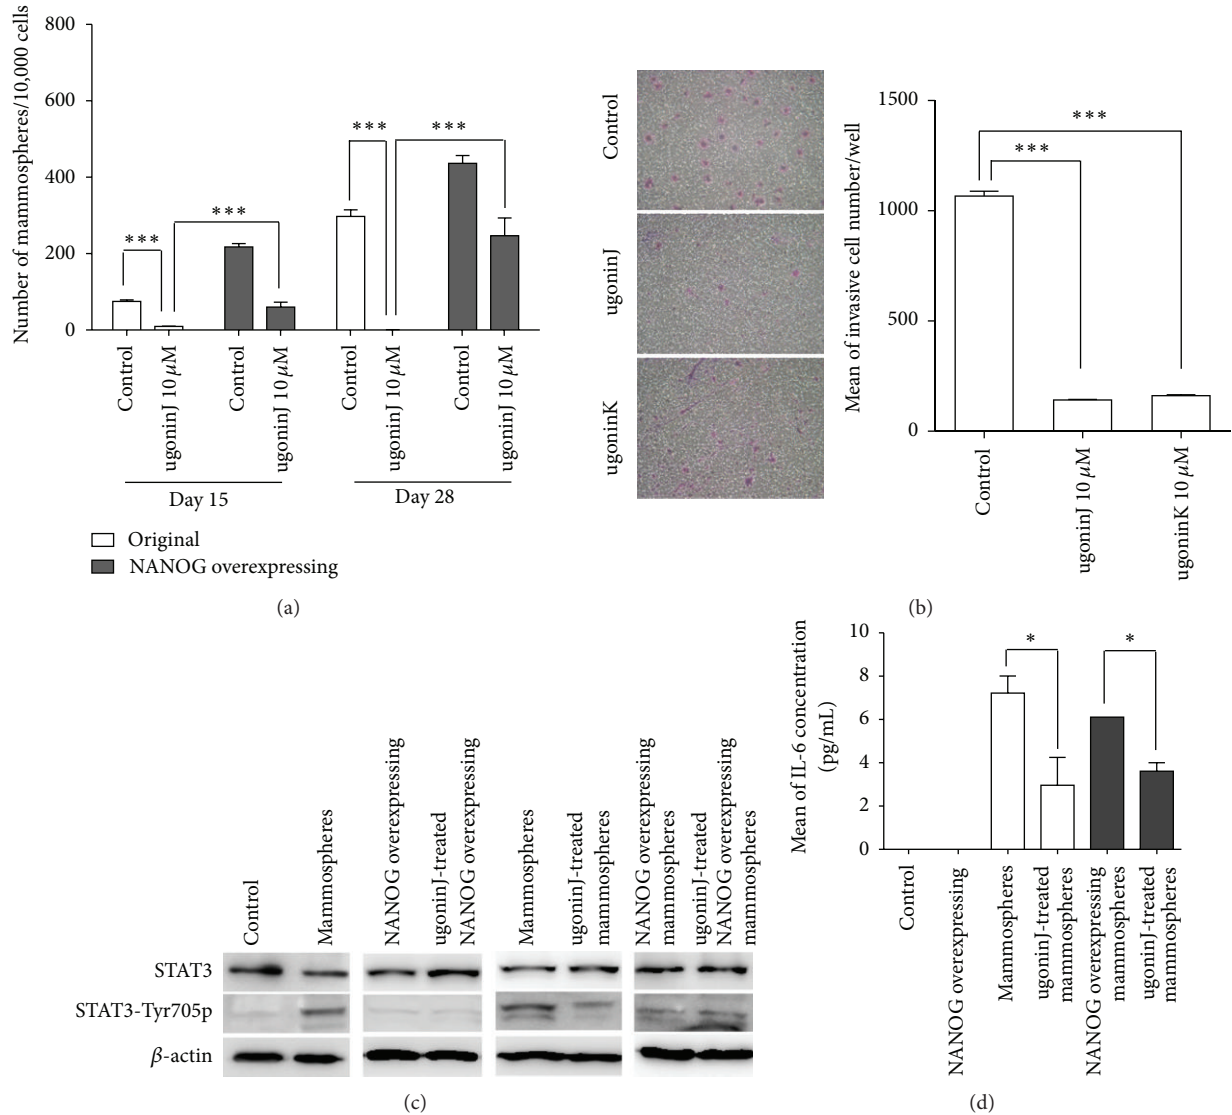 Number of mammospheres/10,000 cells
800
600
400
200
0
***
***
***
***
Control
ugoninJ 10 μM
Control
ugoninJ 10 μM
Control
ugoninJ 10 μM
Control
ugoninJ 10 μM
Day 15
Day 28
Original
NANOG overexpressing
(a)
Control
ugoninJ
ugoninK
Mean of invasive cell number/well
1500
1000
500
0
***
***
Control
ugoninJ 10 μM
ugoninK 10 μM
(b)
Control
Mammospheres
NANOG overexpressing
ugoninJ-treated
NANOG overexpressing
Mammospheres
ugoninJ-treated
mammospheres
NANOG overexpressing
mammospheres
ugoninJ-treated
NANOG overexpressing
mammospheres
STAT3
STAT3-Tyr705p
β-actin
(c)
Mean of IL-6 concentration
(pg/mL)
10
8
6
4
2
0
*
*
Control
NANOG overexpressing
Mammospheres
ugoninJ-treated
mammospheres
NANOG overexpressing
mammospheres
ugoninJ-treated
mammospheres
(d)